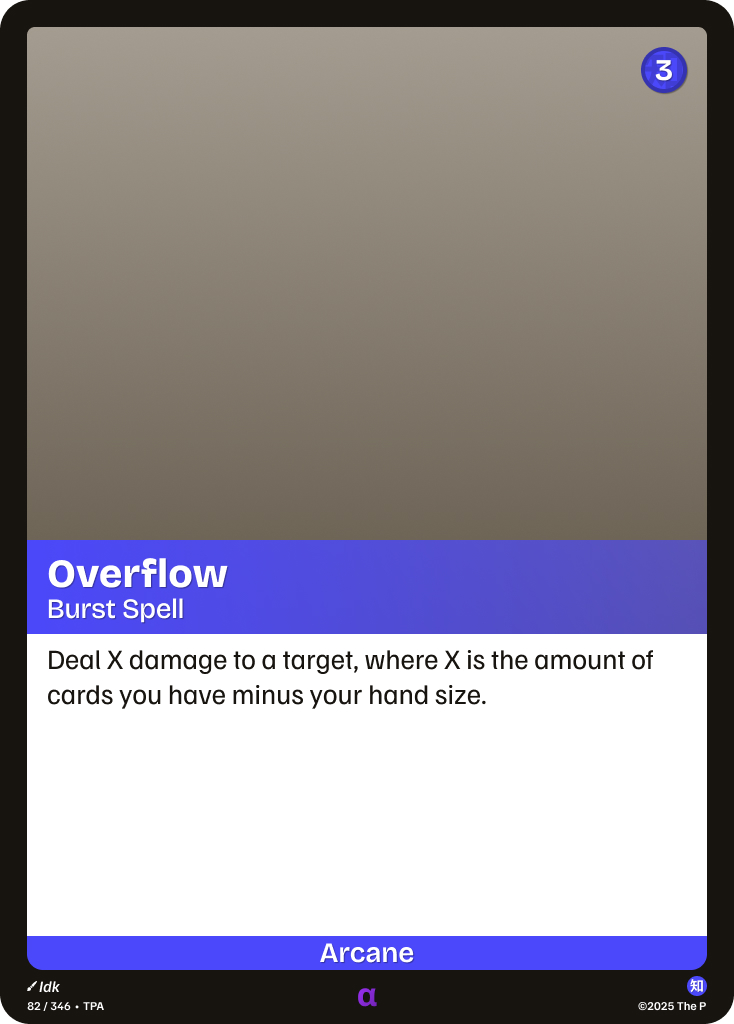 3
Overflow
Burst Spell
Deal X damage to a target, where X is the amount of
cards you have minus your hand size.
Arcane
Idk
82 / 346 • TPA
α
知
©2025 The P